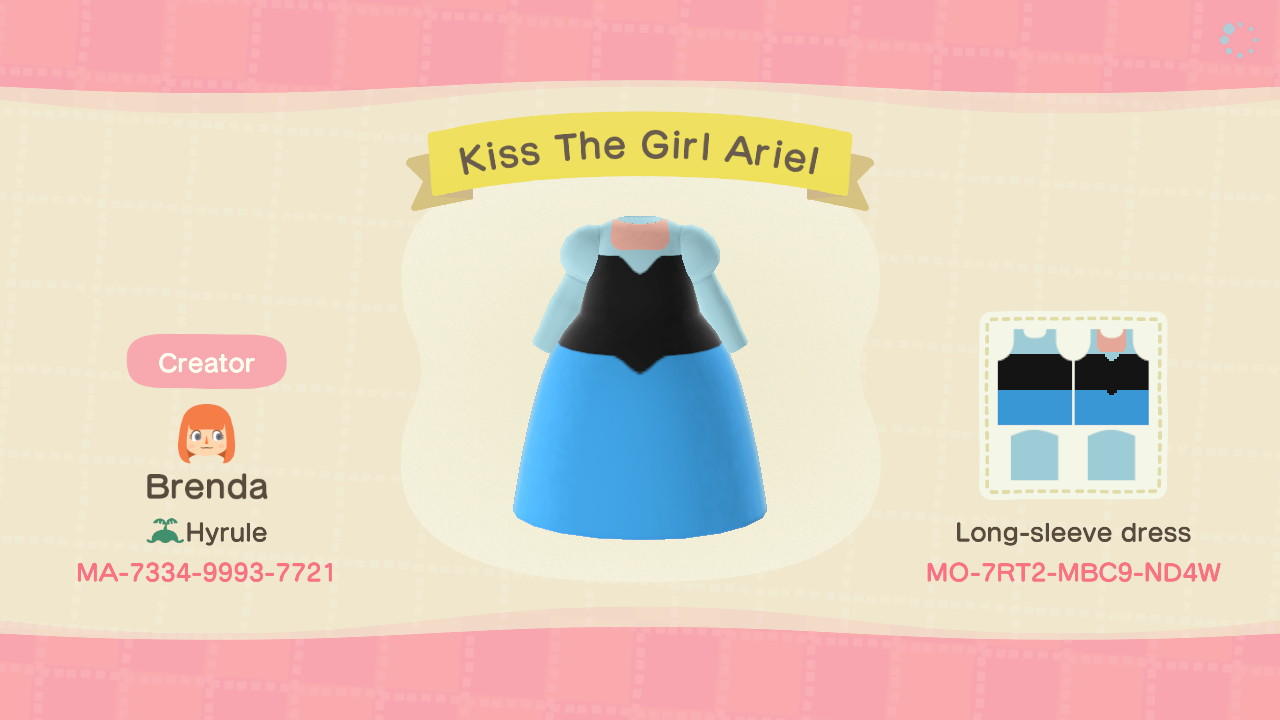 Kiss The Girl Ariel
Creator
Brenda
Hyrule
MA-7334-9993-7721
Long-sleeve dress
MO-7RT2-MBC9-ND4W